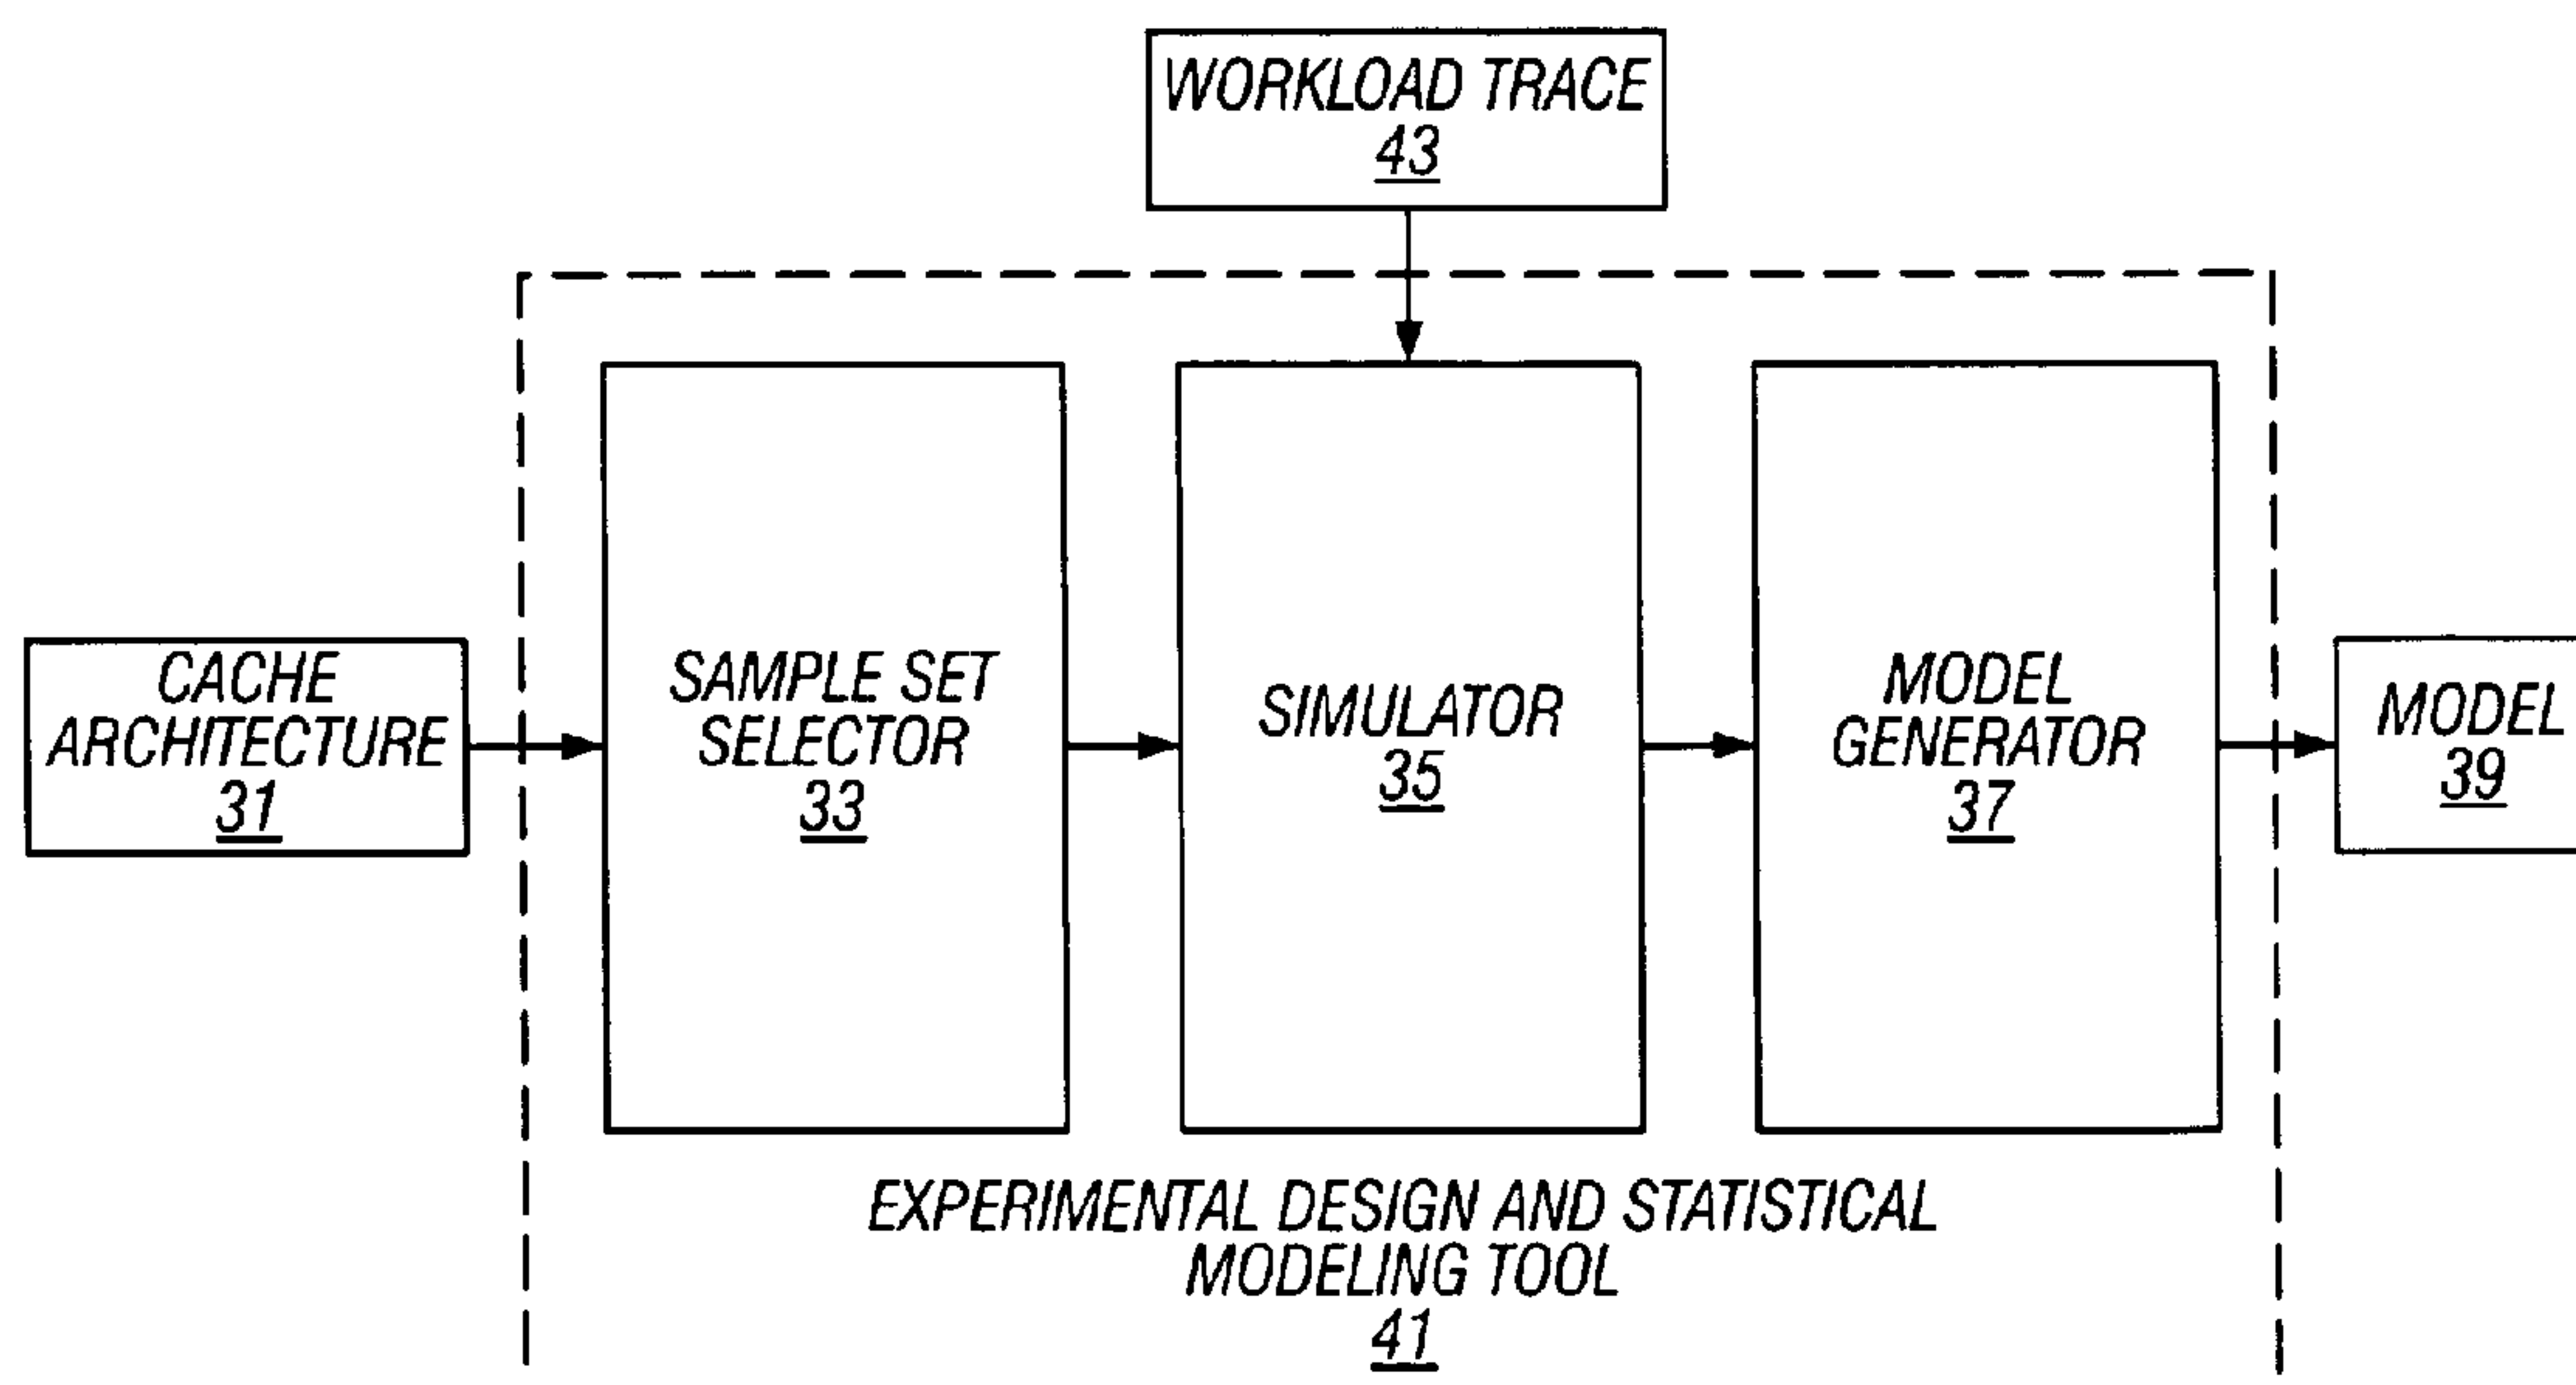 WORKLOAD TRACE
43
CACHE
ARCHITECTURE
31
SAMPLE SET
SELECTOR
33
SIMULATOR
35
MODEL
GENERATOR
37
MODEL
39
EXPERIMENTAL DESIGN AND STATISTICAL
MODELING TOOL
41